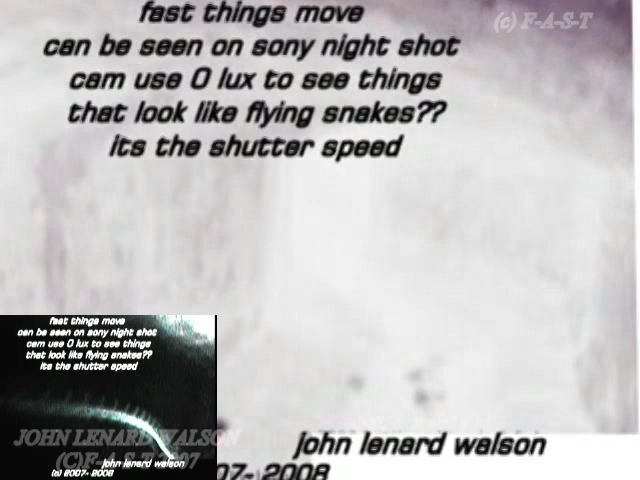 fast things move
(c) F-A-S-T
can be seen on sony night shot
cam use 0 lux to see things
that look like flying snakes??
its the shutter speed
fast things move
can be seen on sony night shot
cam use 0 lux to see things
that look like flying snakes??
its the shutter speed
JOHN LENARD WALSON
(C)F-A-S-T 2007
john lenard walson
(c) 2007- 2008
john lenard walson
07- 2008